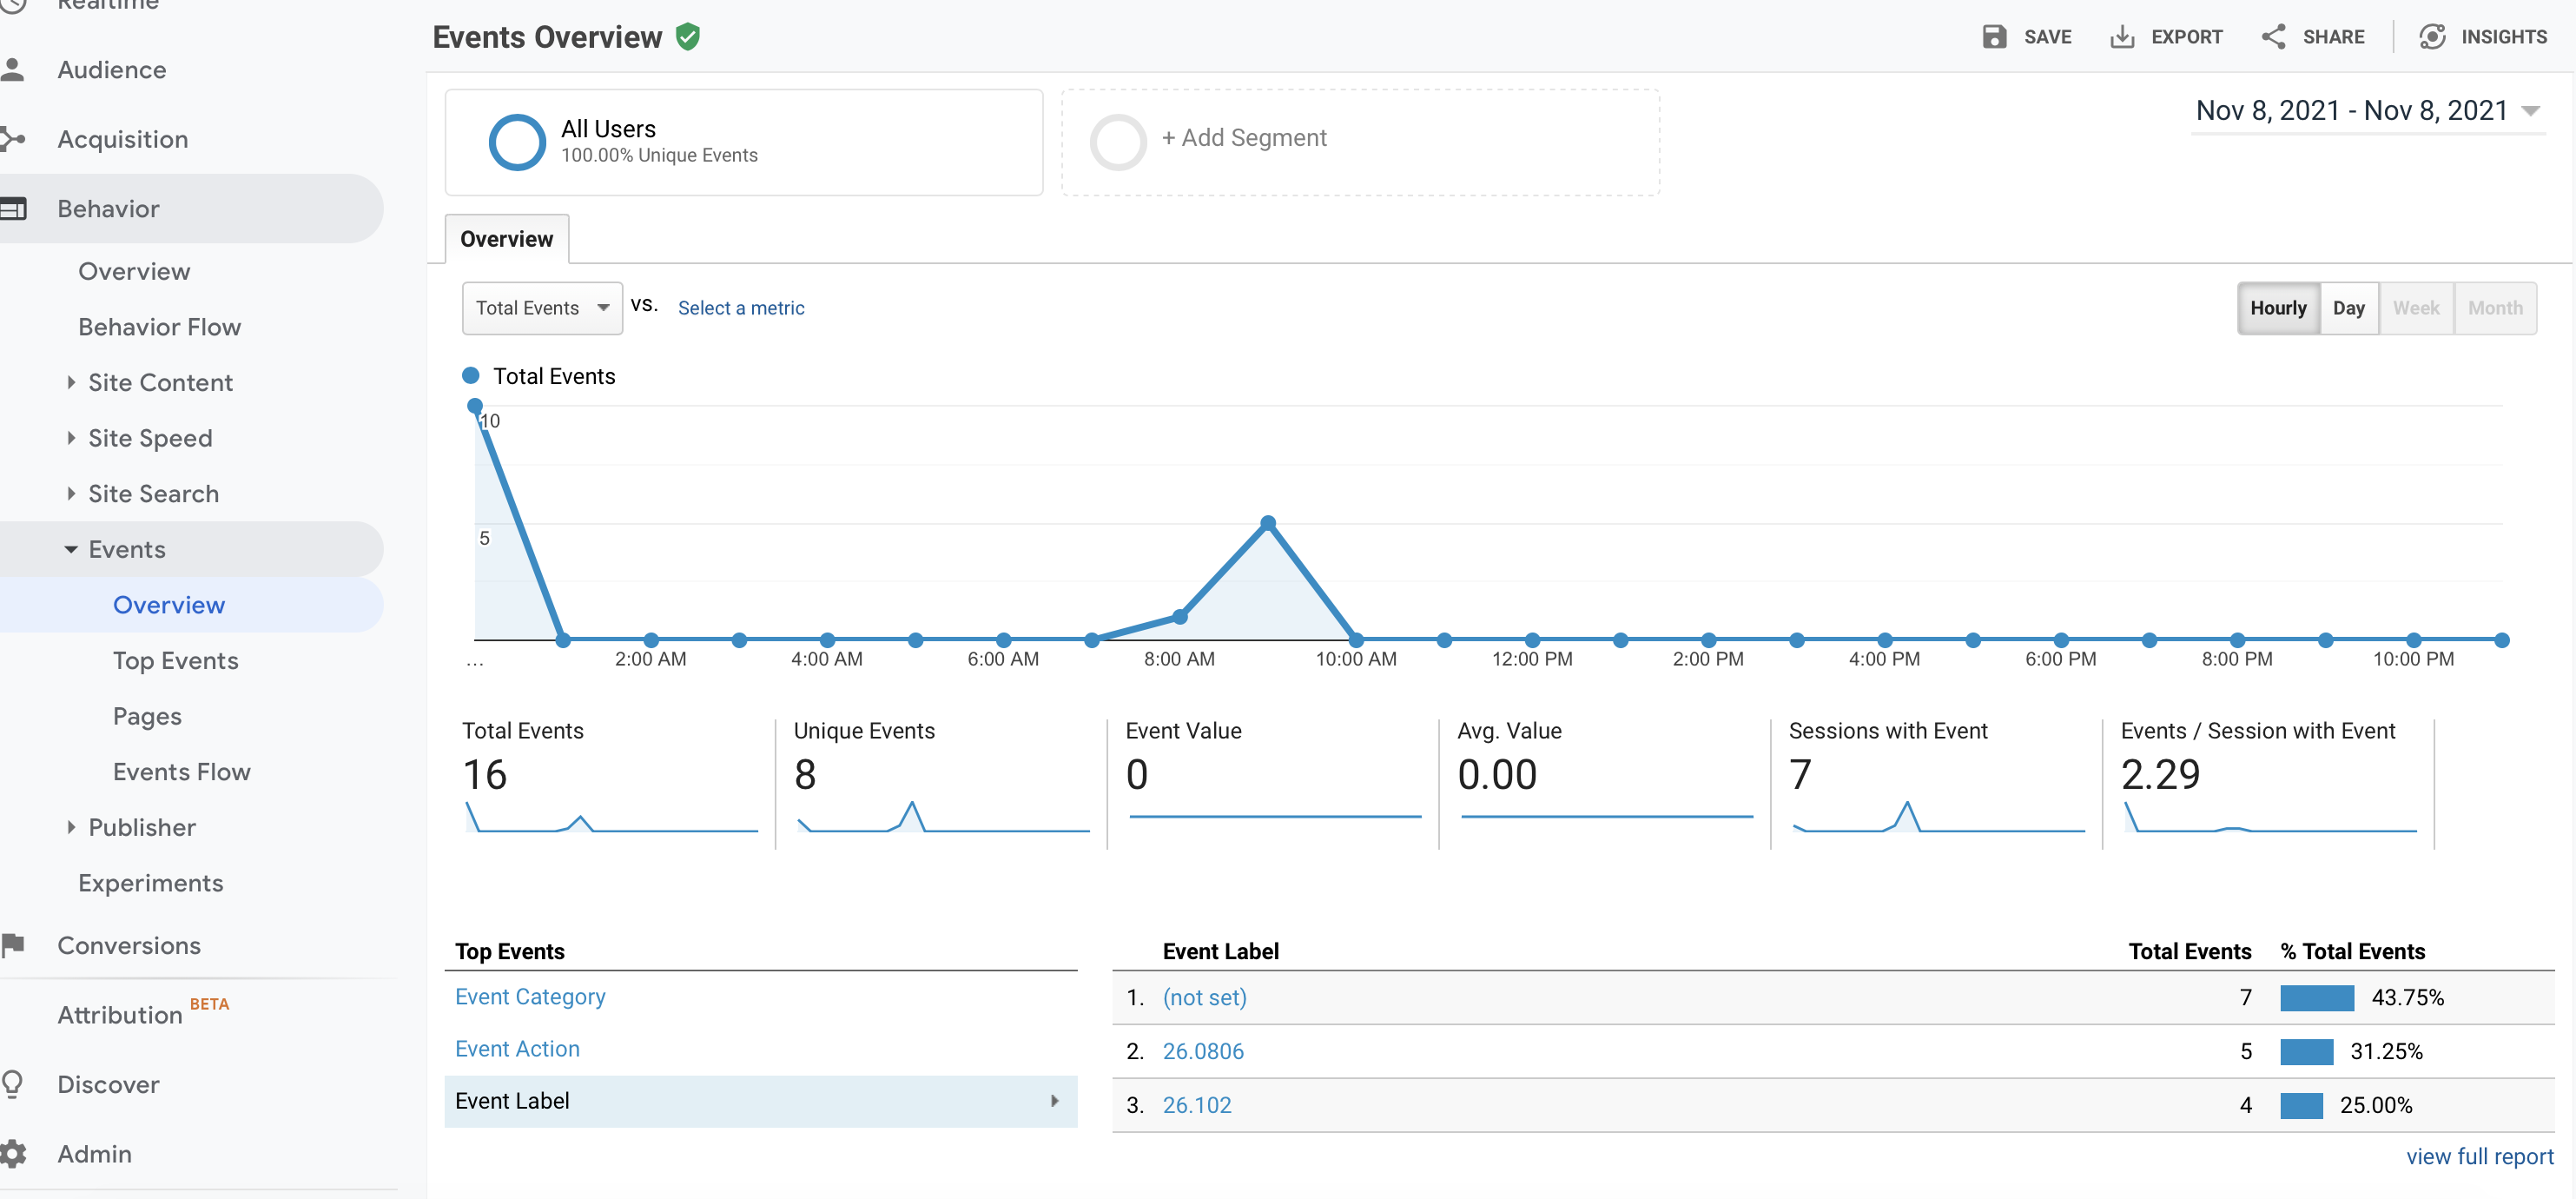 Realtime
Audience
Acquisition
Behavior
Overview
Behavior Flow
Site Content
Site Speed
Site Search
Events
Overview
Top Events
Pages
Events Flow
Publisher
Experiments
Conversions
Attribution BETA
Discover
Admin
Events Overview
SAVE EXPORT SHARE INSIGHTS
All Users
100.00% Unique Events
+ Add Segment
Nov 8, 2021 - Nov 8, 2021
Overview
Total Events vs. Select a metric
Hourly Day Week Month
Total Events
10
5
... 2:00 AM 4:00 AM 6:00 AM 8:00 AM 10:00 AM 12:00 PM 2:00 PM 4:00 PM 6:00 PM 8:00 PM 10:00 PM
Total Events
16
Unique Events
8
Event Value
0
Avg. Value
0.00
Sessions with Event
7
Events / Session with Event
2.29
Top Events
Event Category
Event Action
Event Label
Event Label Total Events % Total Events
1. (not set) 7 43.75%
2. 26.0806 5 31.25%
3. 26.102 4 25.00%
view full report